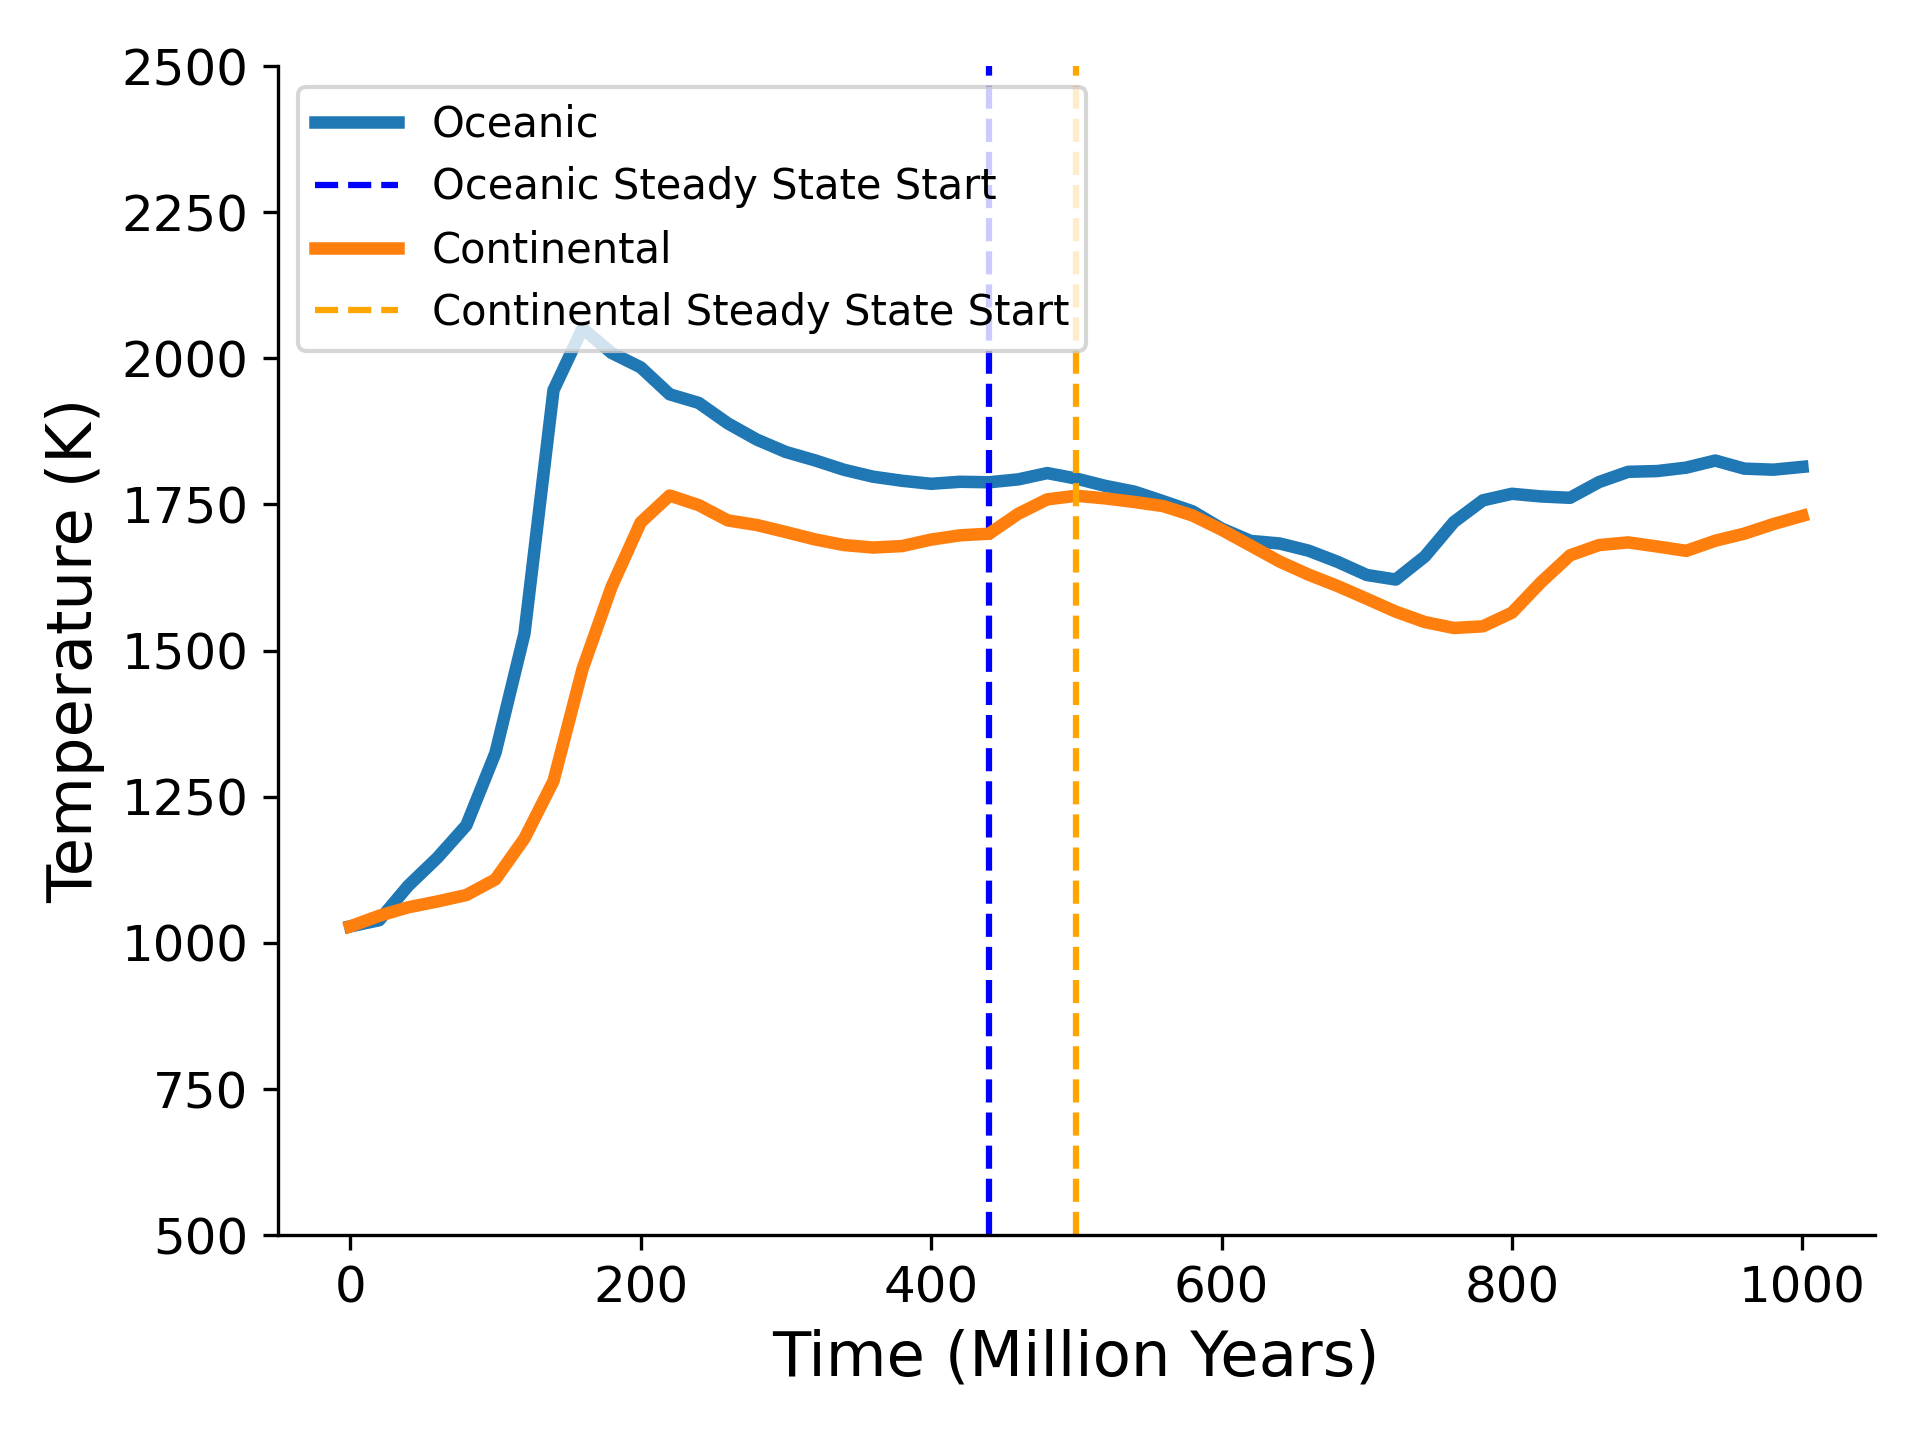 2500
2250
2000
1750
1500
1250
1000
750
500
Temperature (K)
Oceanic
Oceanic Steady State Start
Continental
Continental Steady State Start
0 200 400 600 800 1000
Time (Million Years)